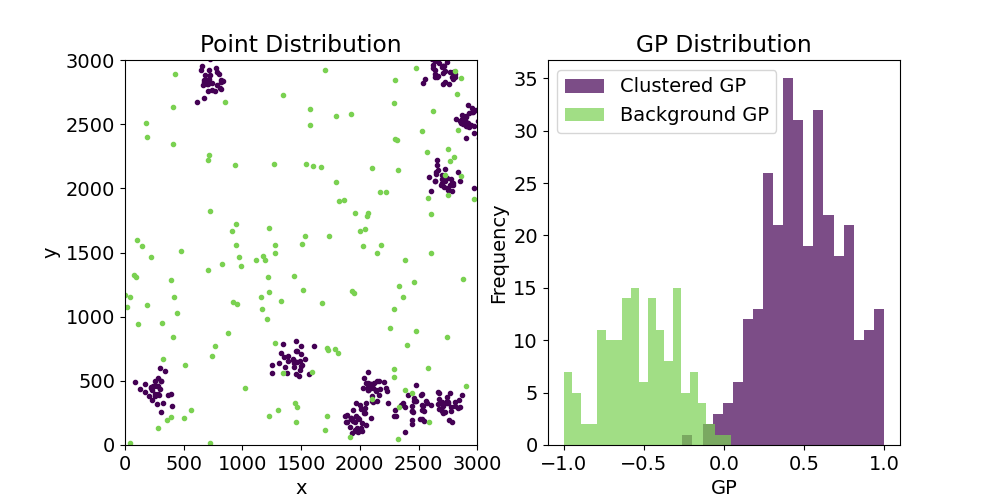 Point Distribution
3000
2500
2000
1500
1000
500
0
y
0 500 1000 1500 2000 2500 3000
x
GP Distribution
Clustered GP
Background GP
35
30
25
20
15
10
5
0
Frequency
−1.0 −0.5 0.0 0.5 1.0
GP